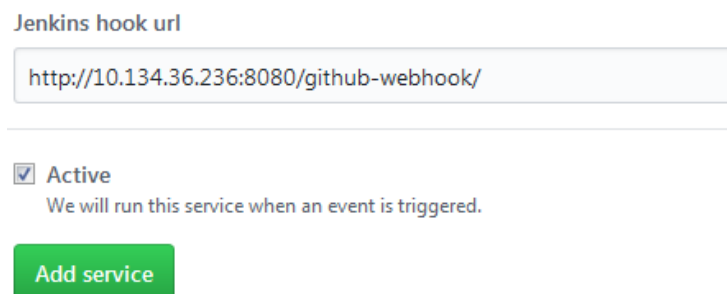 Jenkins hook url
http://10.134.36.236:8080/github-webhook/
Active
We will run this service when an event is triggered.
Add service